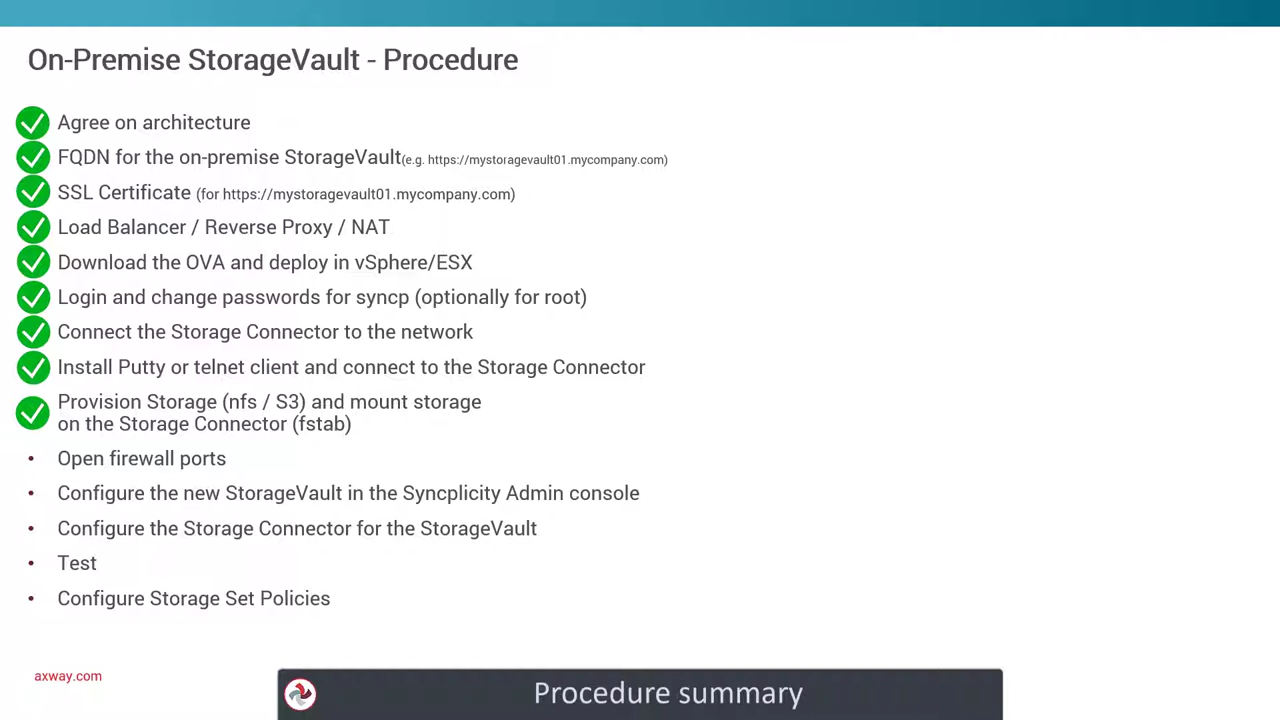 On-Premise StorageVault - Procedure
Agree on architecture
FQDN for the on-premise StorageVault(e.g. https://mystoragevault01.mycompany.com)
SSL Certificate (for https://mystoragevault01.mycompany.com)
Load Balancer / Reverse Proxy / NAT
Download the OVA and deploy in vSphere/ESX
Login and change passwords for syncp (optionally for root)
Connect the Storage Connector to the network
Install Putty or telnet client and connect to the Storage Connector
Provision Storage (nfs / S3) and mount storage
on the Storage Connector (fstab)
• Open firewall ports
• Configure the new StorageVault in the Syncplicity Admin console
• Configure the Storage Connector for the StorageVault
• Test
• Configure Storage Set Policies
axway.com
Procedure summary